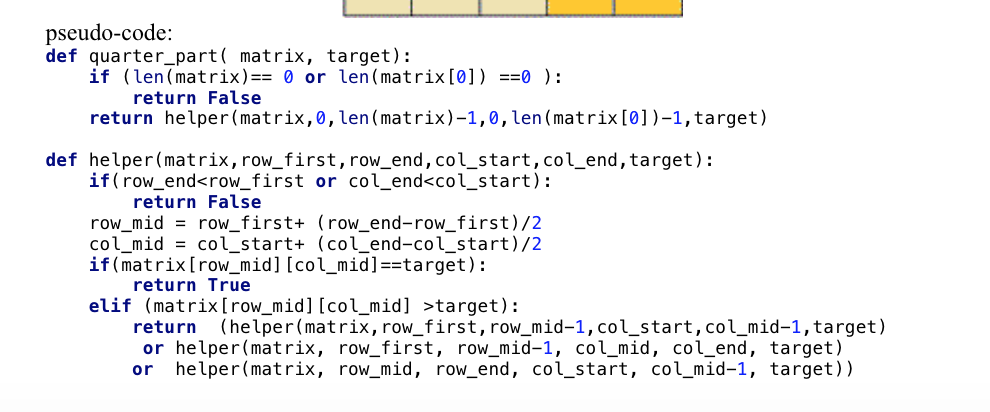 pseudo-code:
def quarter_part( matrix, target):
    if (len(matrix)== 0 or len(matrix[0]) ==0 ):
        return False
    return helper(matrix,0,len(matrix)-1,0,len(matrix[0])-1,target)

def helper(matrix,row_first,row_end,col_start,col_end,target):
    if(row_end<row_first or col_end<col_start):
        return False
    row_mid = row_first+ (row_end-row_first)/2
    col_mid = col_start+ (col_end-col_start)/2
    if(matrix[row_mid][col_mid]==target):
        return True
    elif (matrix[row_mid][col_mid] >target):
        return  (helper(matrix,row_first,row_mid-1,col_start,col_mid-1,target)
         or helper(matrix, row_first, row_mid-1, col_mid, col_end, target)
        or  helper(matrix, row_mid, row_end, col_start, col_mid-1, target))